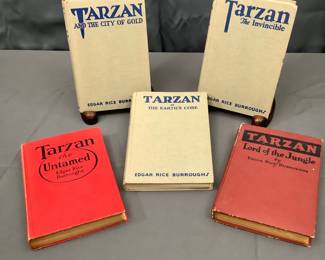 TARZAN
AND THE CITY OF GOLD
EDGAR RICE BURROUGHS
Tarzan
The Invincible
EDGAR RICE BURROUGHS
TARZAN
AT THE EARTH'S CORE
EDGAR RICE BURROUGHS
Tarzan
the
Untamed
Edgar Rice
Burroughs
TARZAN
Lord of the Jungle
By
Edgar Rice Burroughs